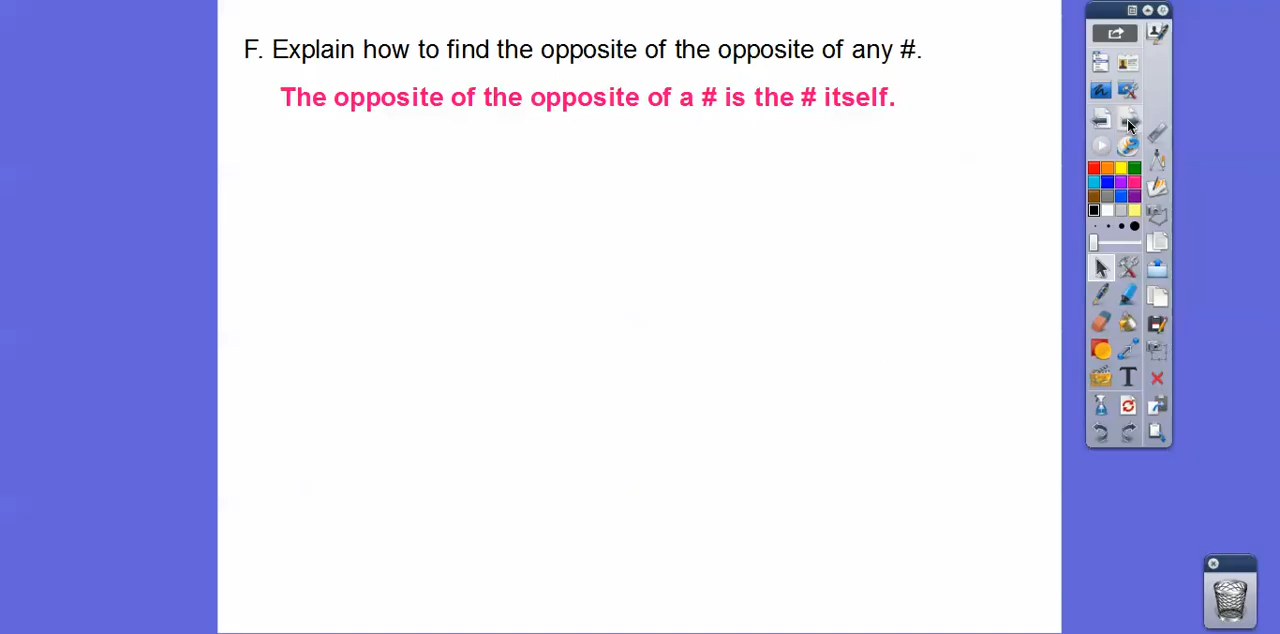 F. Explain how to find the opposite of the opposite of any #.
The opposite of the opposite of a # is the # itself.